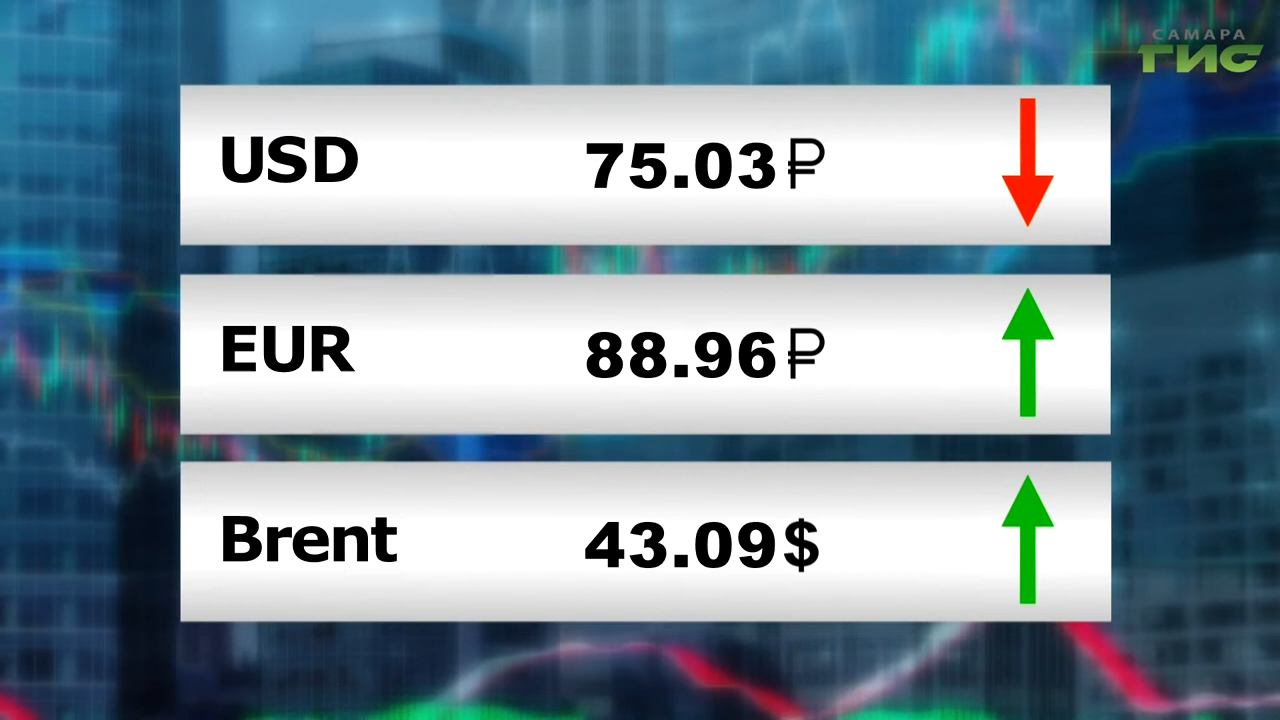 САМАРА
ГИС
USD 75.03 ₽
EUR 88.96 ₽
Brent 43.09 $